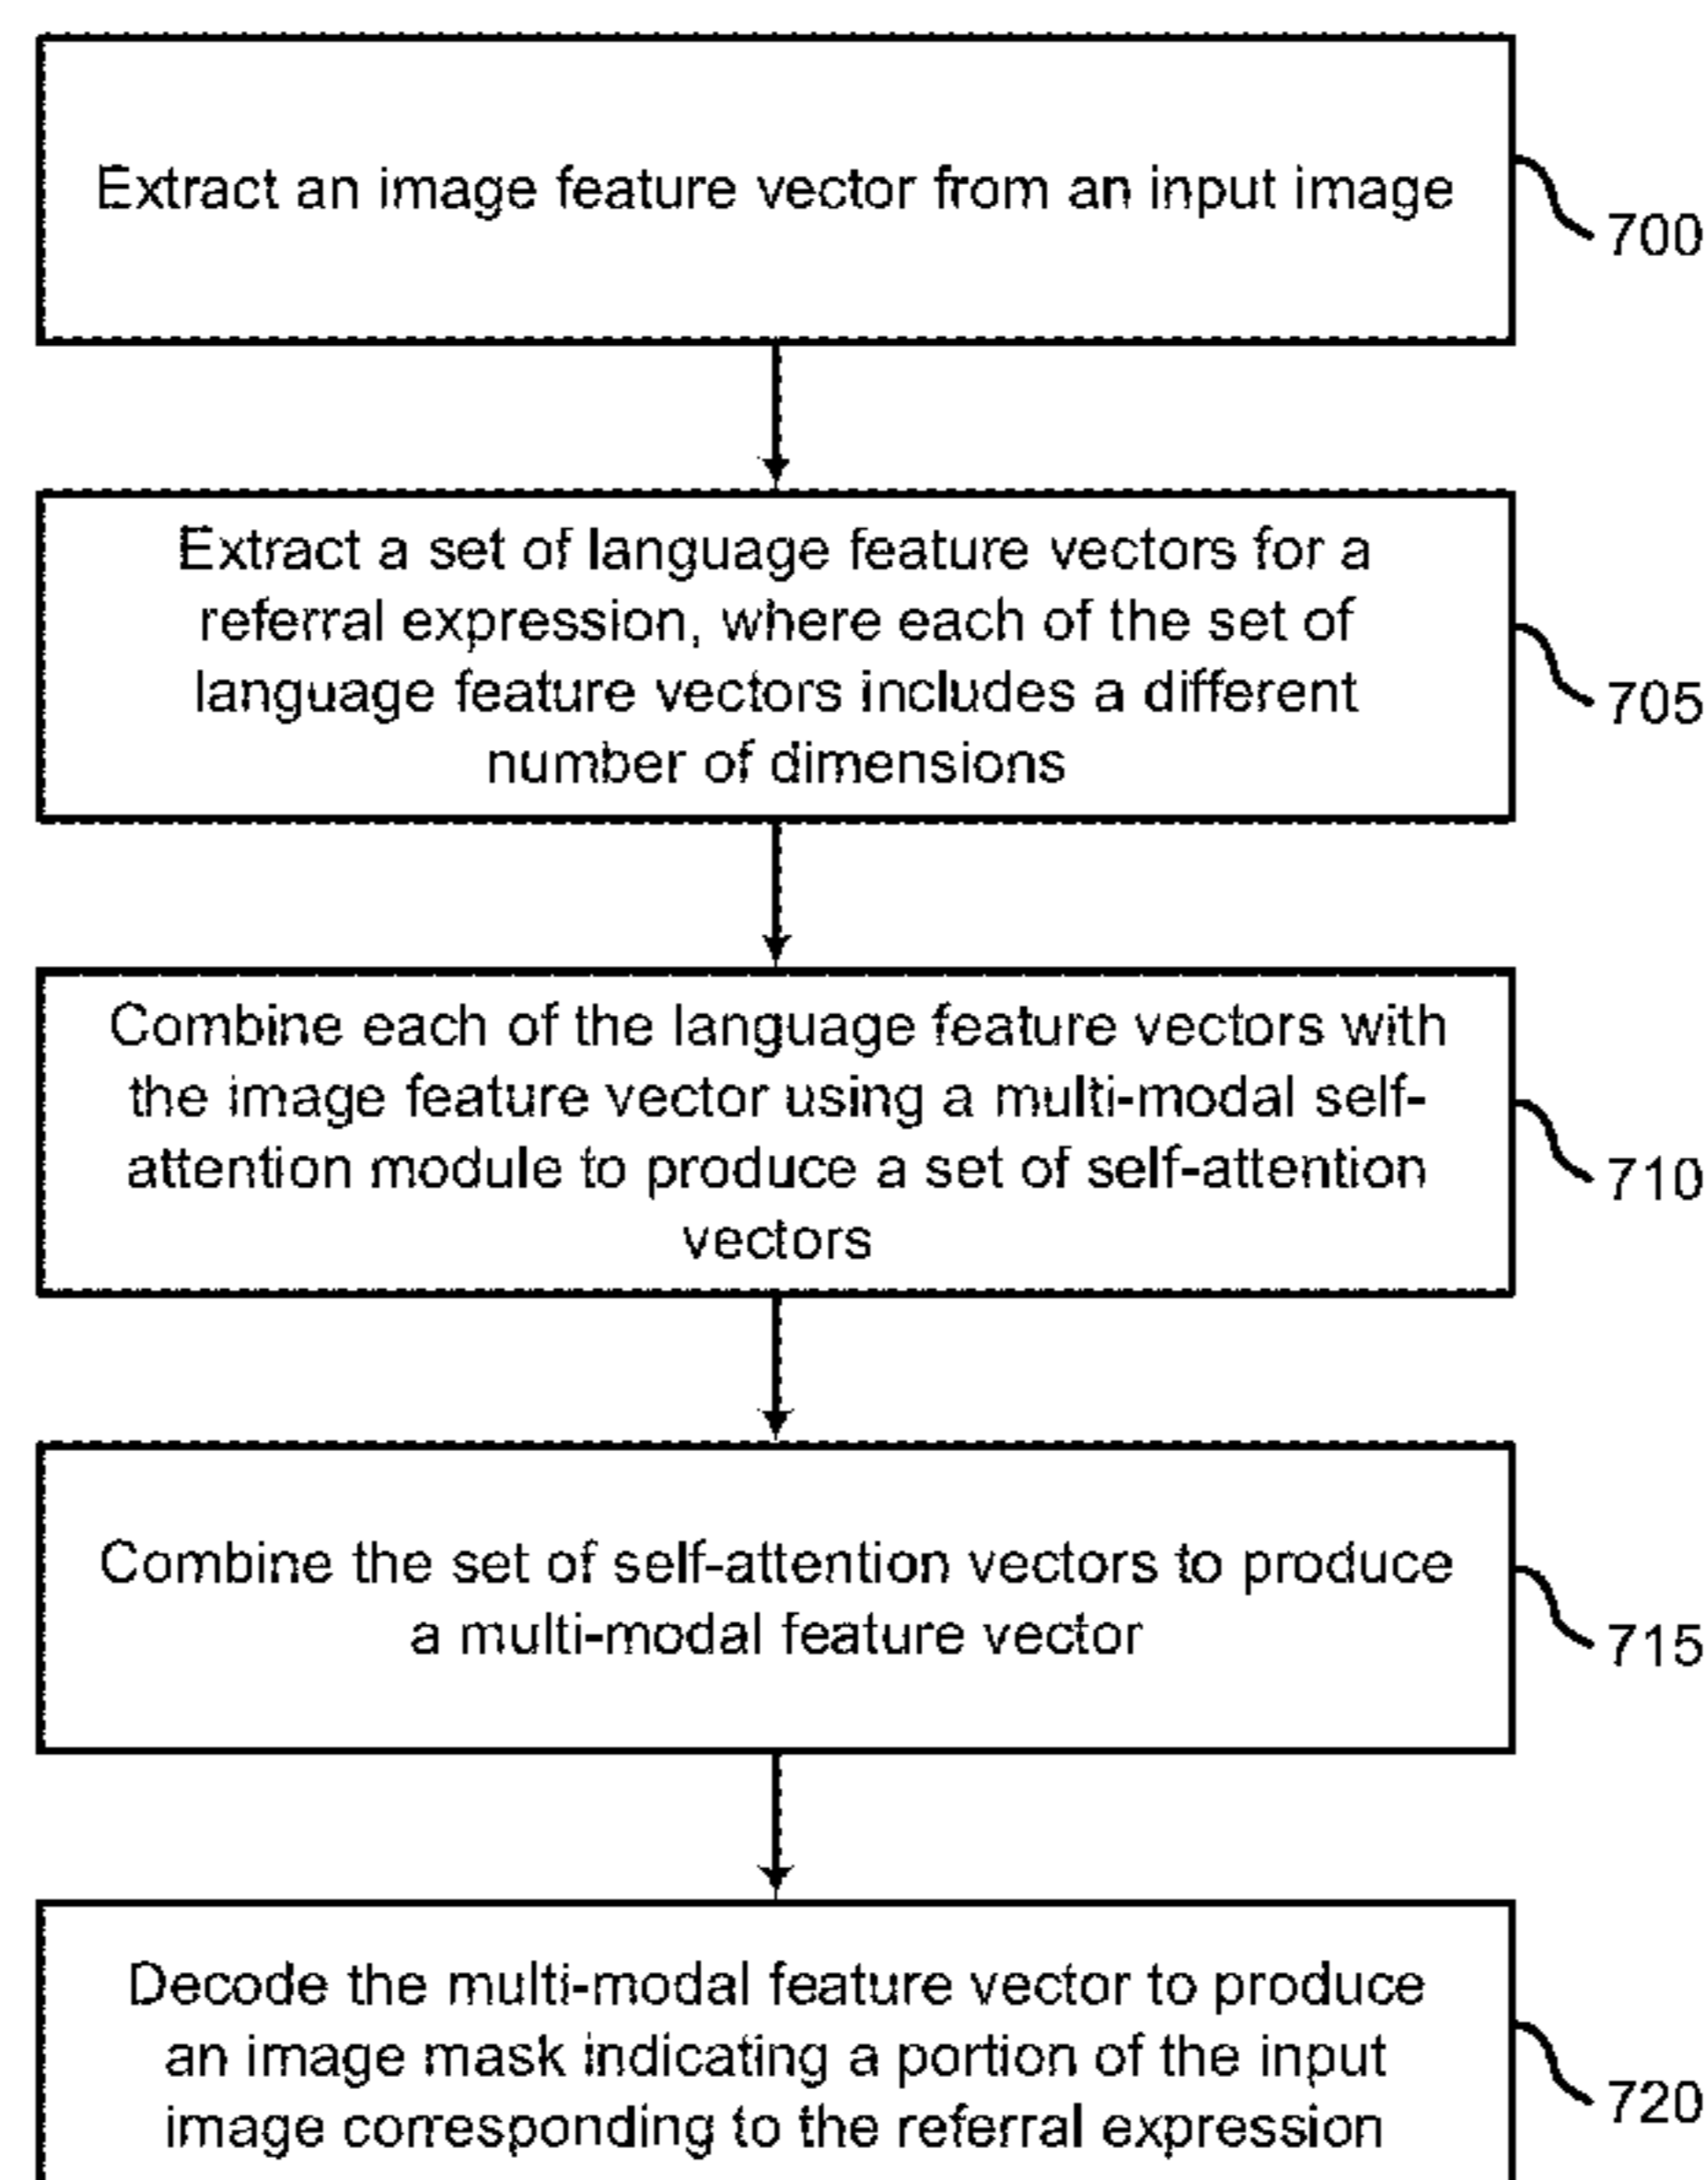 Extract an image feature vector from an input image
700
Extract a set of language feature vectors for a
referral expression, where each of the set of
language feature vectors includes a different
number of dimensions
705
Combine each of the language feature vectors with
the image feature vector using a multi-modal self-
attention module to produce a set of self-attention
vectors
710
Combine the set of self-attention vectors to produce
a multi-modal feature vector
715
Decode the multi-modal feature vector to produce
an image mask indicating a portion of the input
image corresponding to the referral expression
720